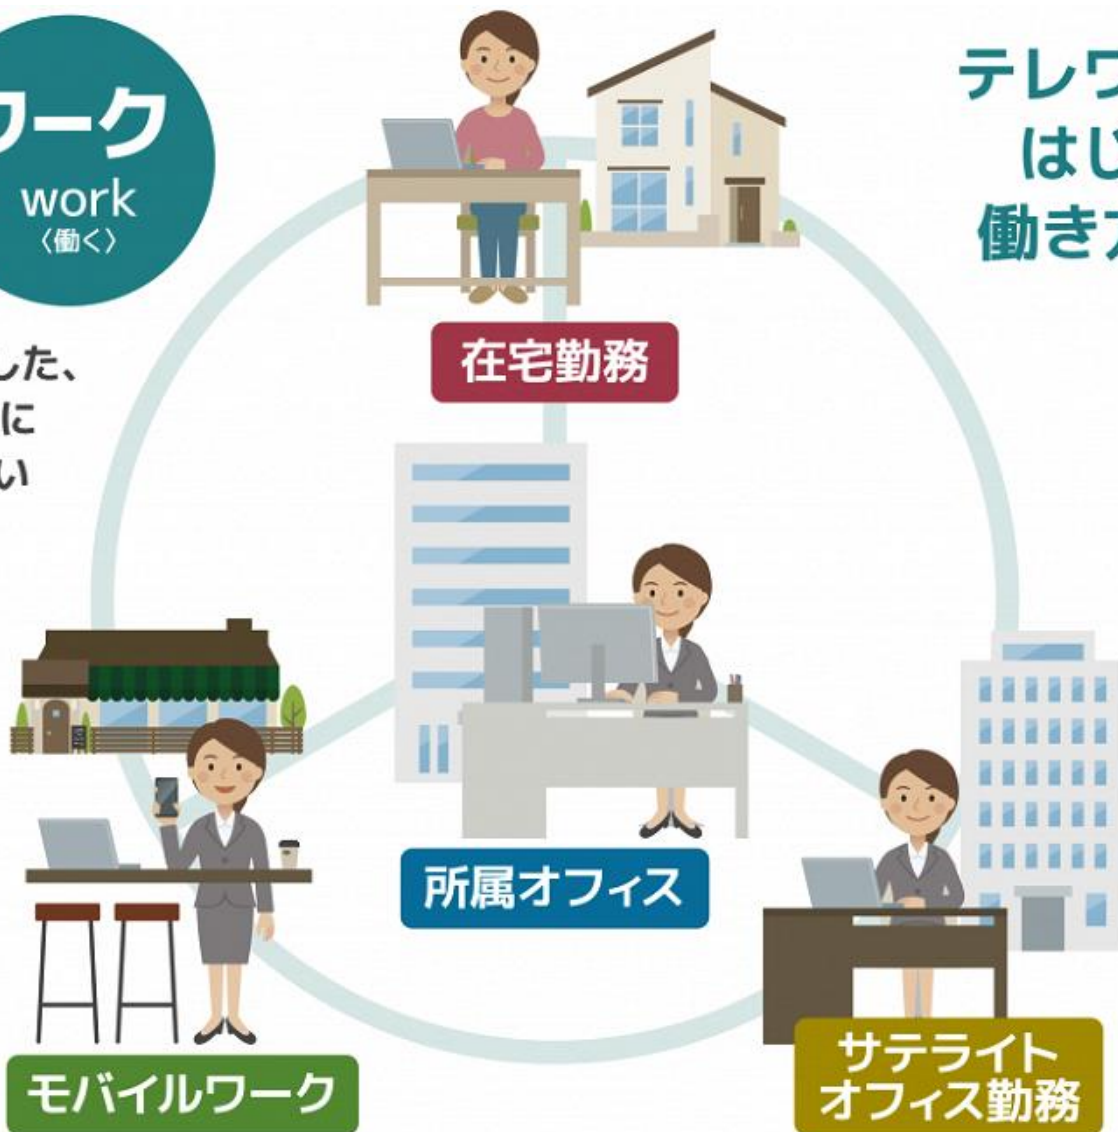 ワーク
work
〈働く〉
した、
に
い
テレワ
はじ
働き方
在宅勤務
所属オフィス
モバイルワーク
サテライト
オフィス勤務